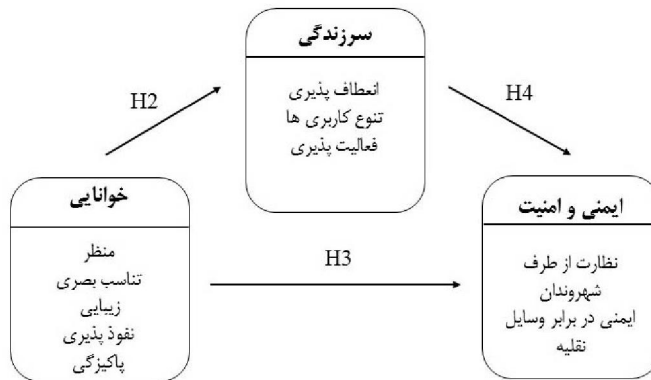 سرزندگی
انعطاف پذیری
تنوع کاربری ها
فعالیت پذیری
H2
H4
خوانایی
منظر
تناسب بصری
زیبایی
نفوذ پذیری
پاکیزگی
H3
ایمنی و امنیت
نظارت از طرف
شهروندان
ایمنی در برابر وسایل
نقلیه